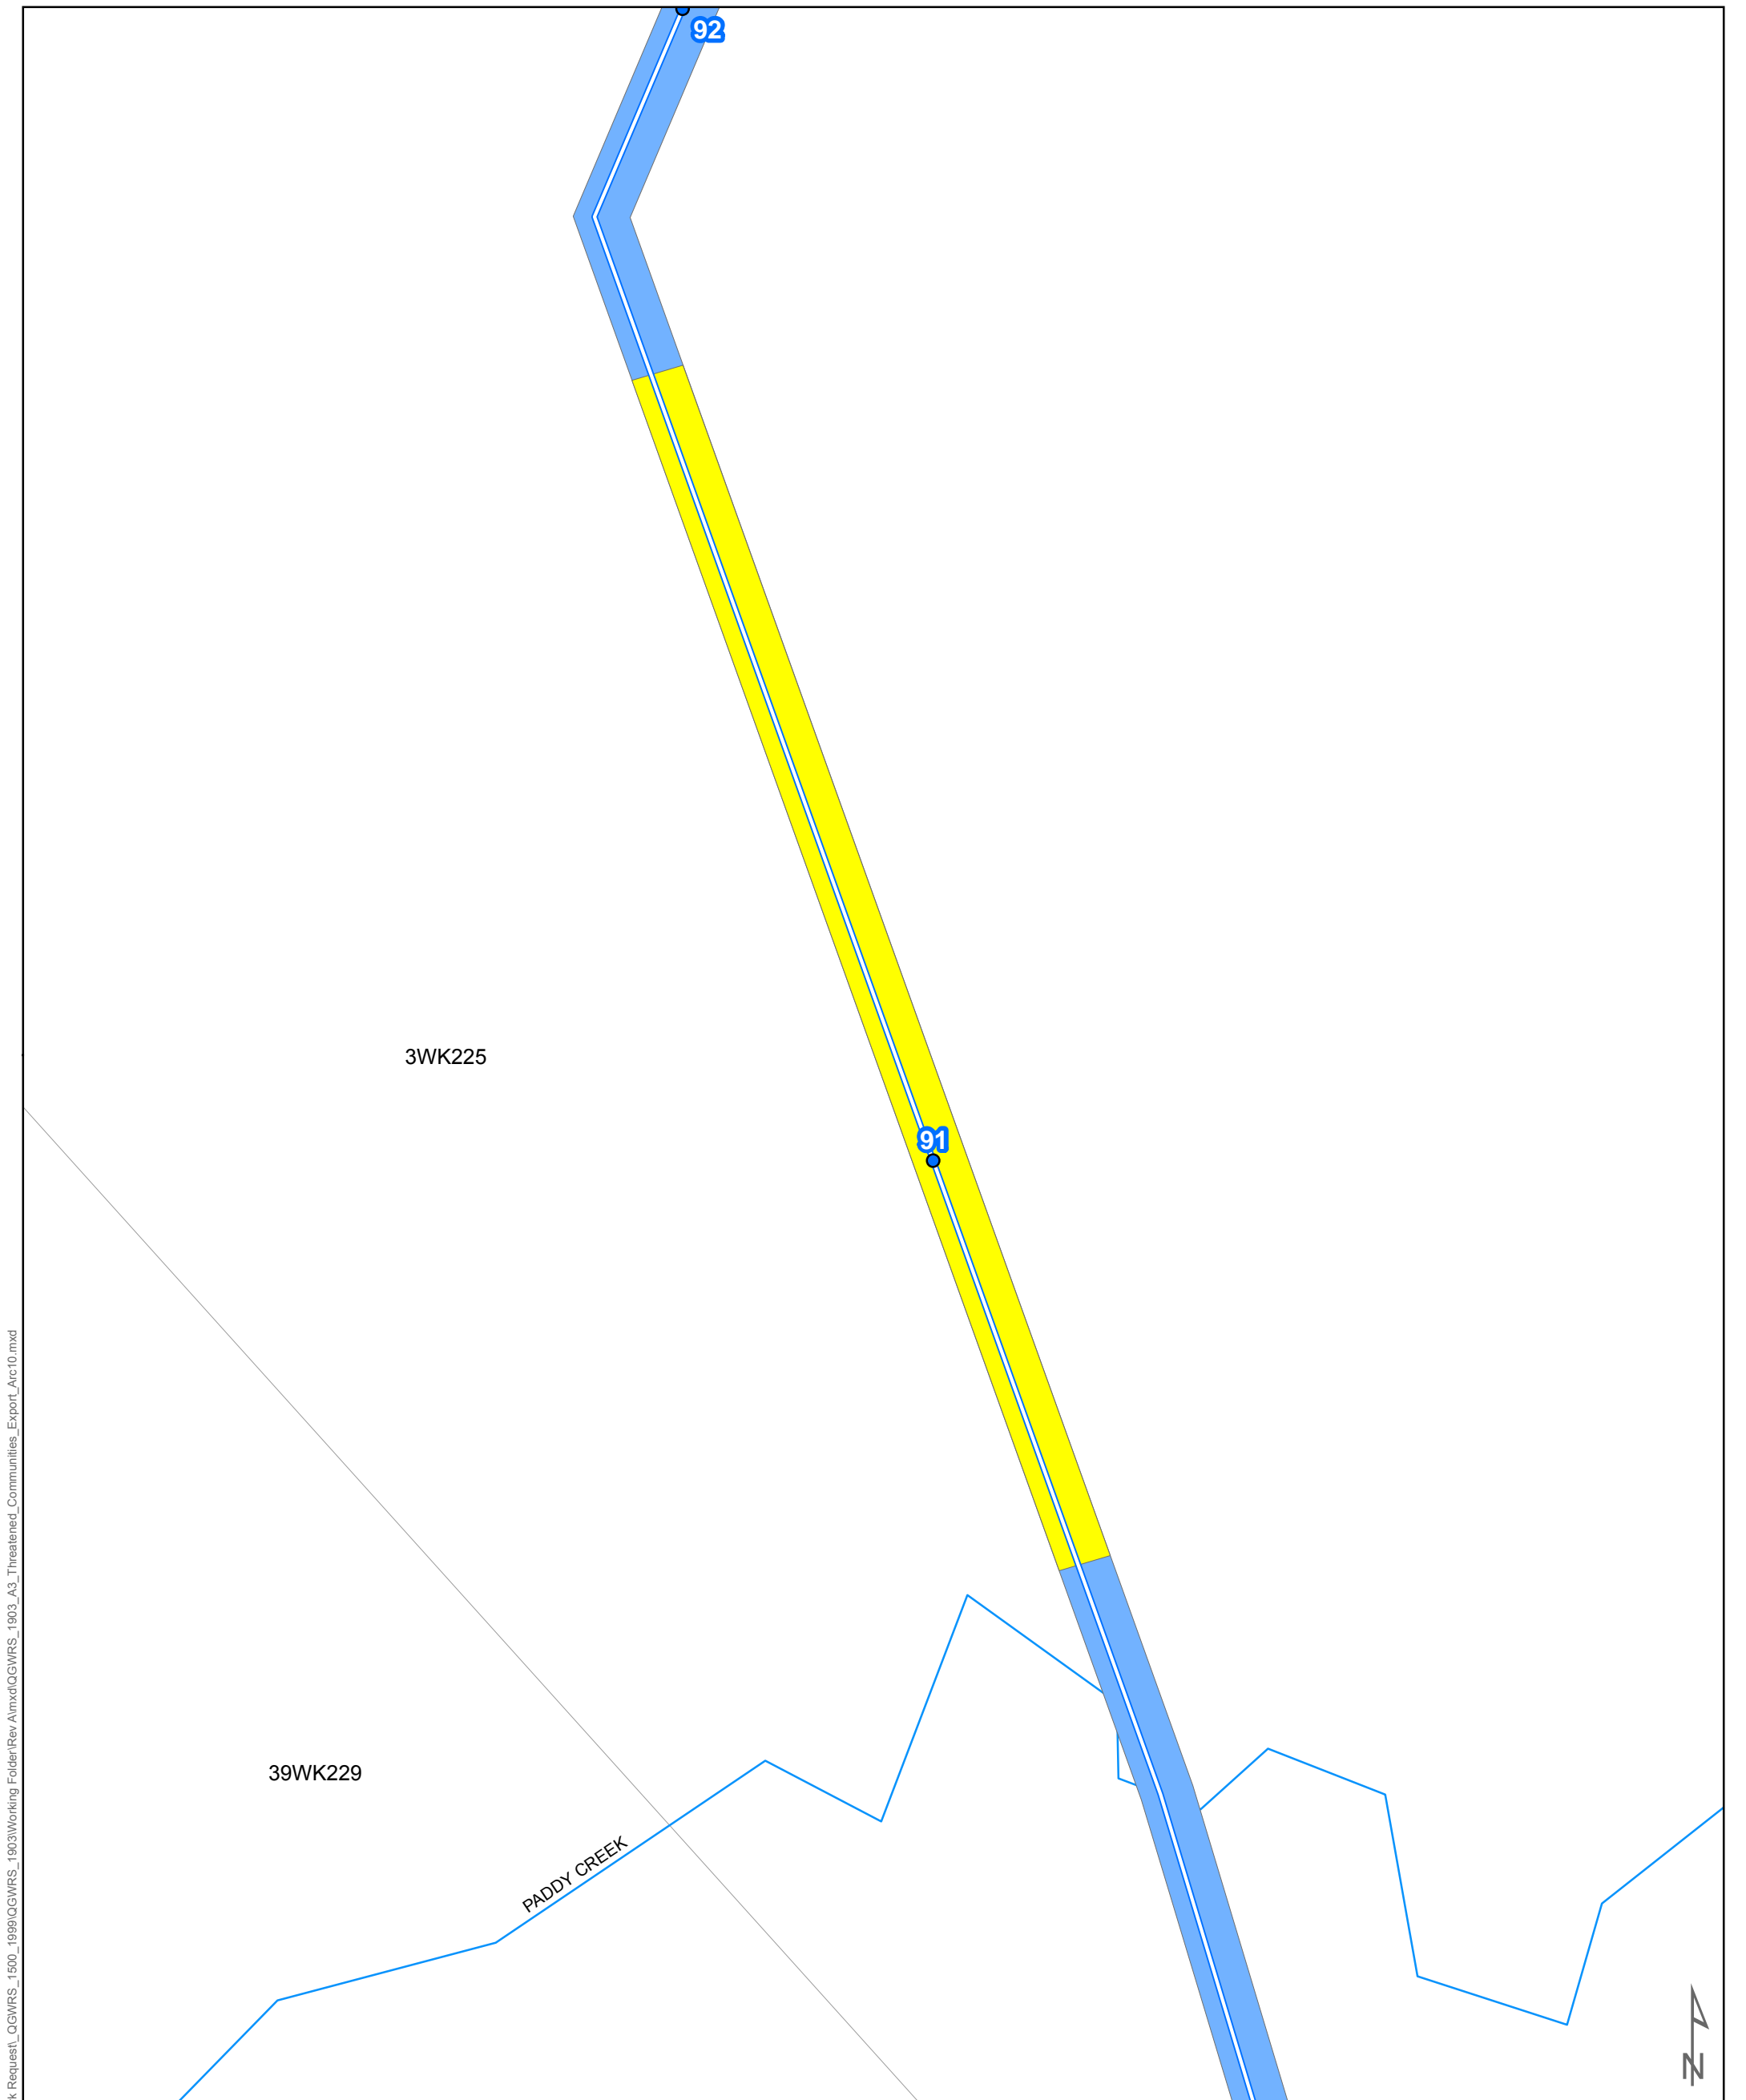 92
3WK225
91
39WK229
PADDY CREEK
N
k Request\_QGWRS_1500_1999\QGWRS_1903\Working Folder\Rev A\mxd\QGWRS_1903_A3_Threatened_Communities_Export_Arc10.mxd